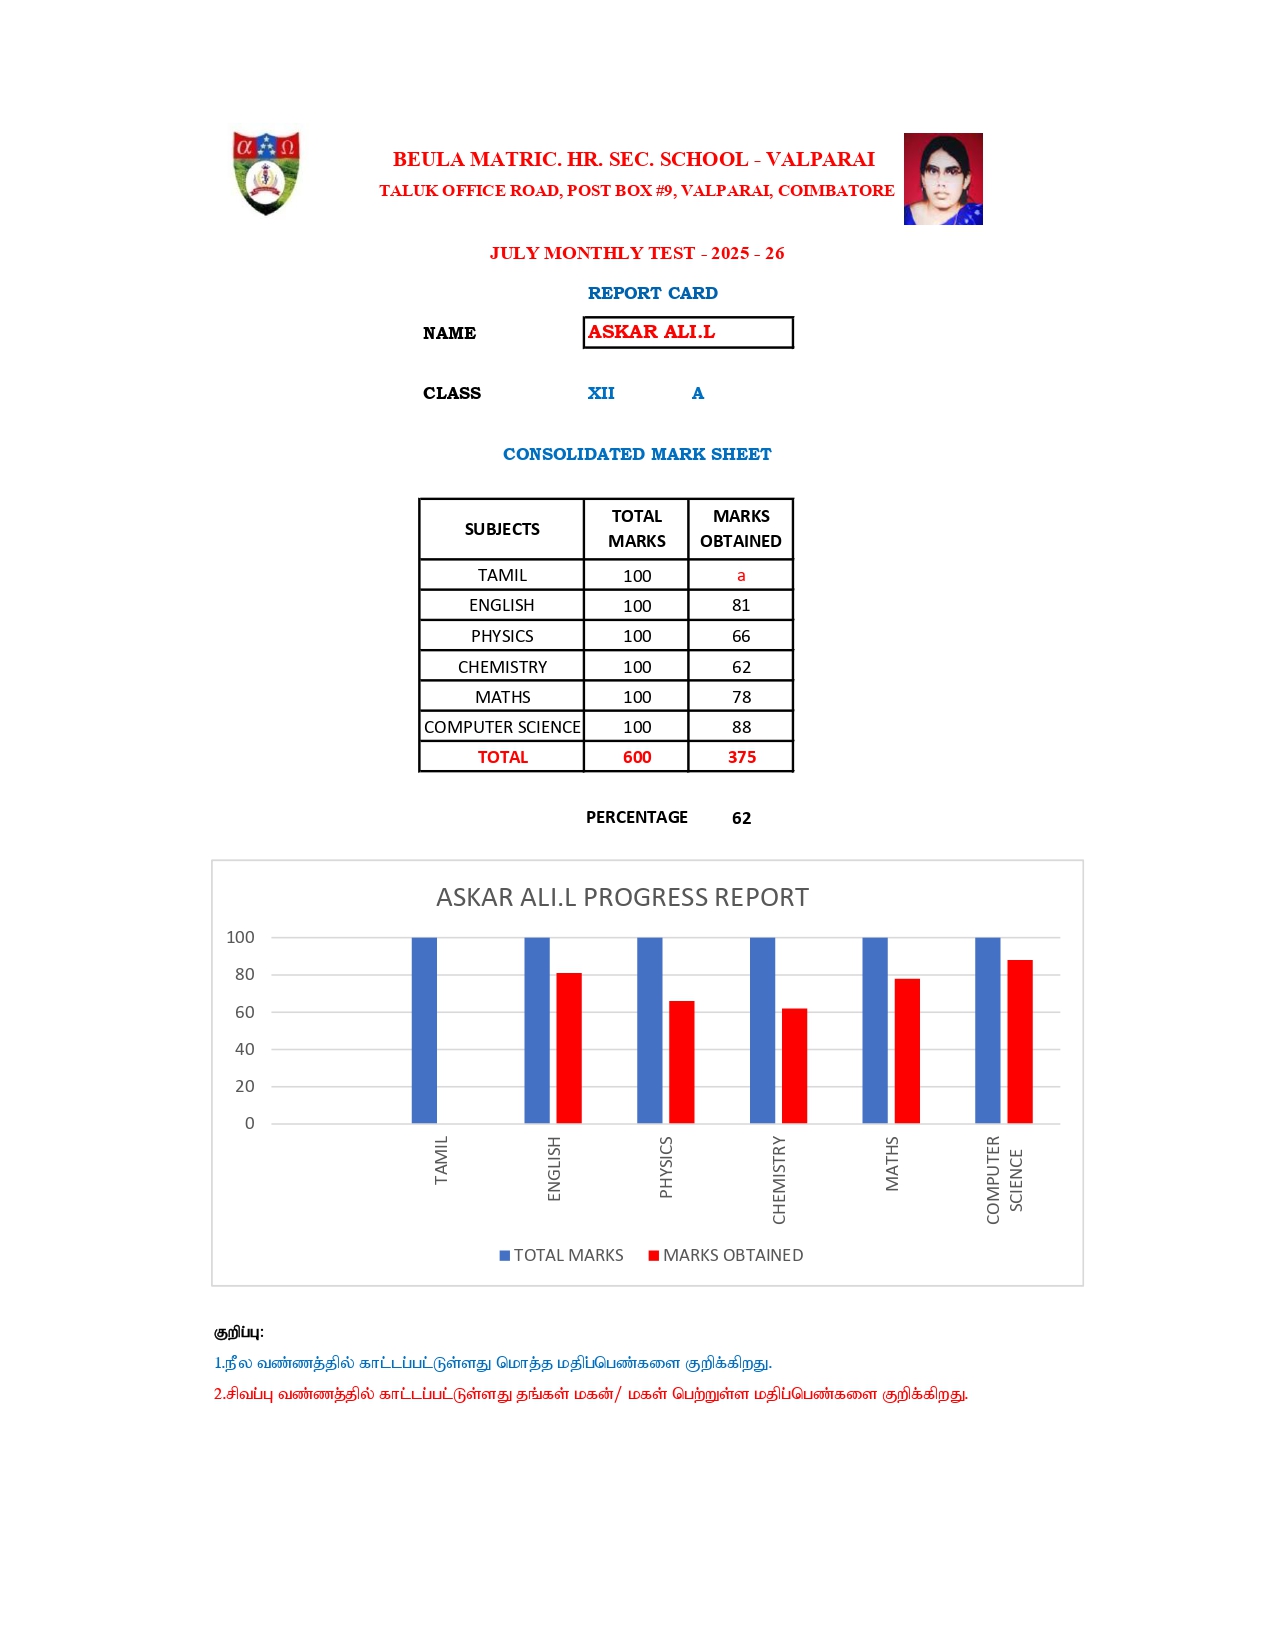 α Ω
BEULA MATRIC. HR. SEC. SCHOOL - VALPARAI
TALUK OFFICE ROAD, POST BOX #9, VALPARAI, COIMBATORE
JULY MONTHLY TEST - 2025 - 26
REPORT CARD
NAME ASKAR ALI.L
CLASS XII A
CONSOLIDATED MARK SHEET
SUBJECTS TOTAL MARKS MARKS OBTAINED
TAMIL 100 a
ENGLISH 100 81
PHYSICS 100 66
CHEMISTRY 100 62
MATHS 100 78
COMPUTER SCIENCE 100 88
TOTAL 600 375
PERCENTAGE 62
ASKAR ALI.L PROGRESS REPORT
100
80
60
40
20
0
TAMIL
ENGLISH
PHYSICS
CHEMISTRY
MATHS
COMPUTER
SCIENCE
TOTAL MARKS MARKS OBTAINED
குறிப்பு:
1.நீல வண்ணத்தில் காட்டப்பட்டுள்ளது மொத்த மதிப்பெண்களை குறிக்கிறது.
2.சிவப்பு வண்ணத்தில் காட்டப்பட்டுள்ளது தங்கள் மகன்/ மகள் பெற்றுள்ள மதிப்பெண்களை குறிக்கிறது.